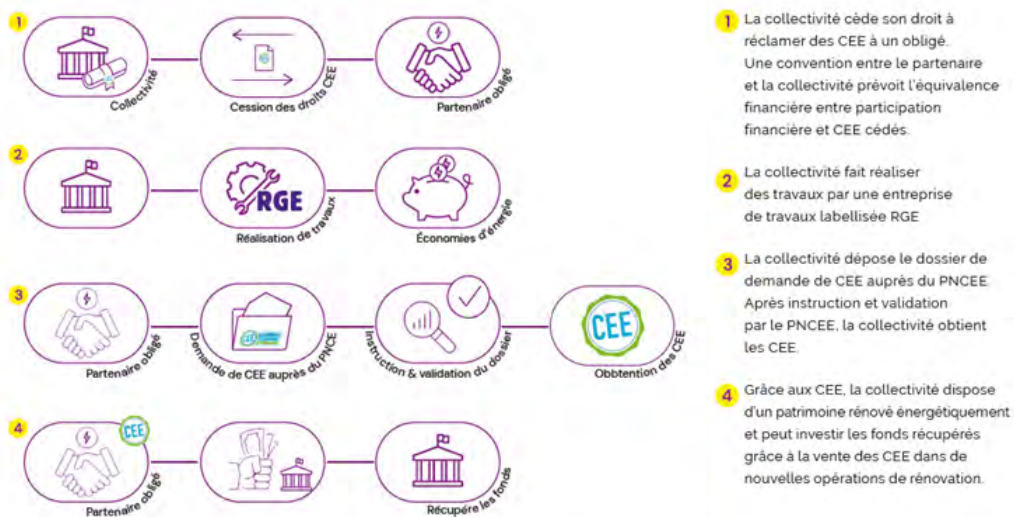 1
Collectivité
Cession des droits CEE
Partenaire obligé
2
RGE
Réalisation de travaux
Économies d'énergie
3
Partenaire obligé
Demande de CEE auprès du PNCE
Instruction & validation du dossier
CEE
Obbtention des CEE
4
CEE
Partenaire obligé
Récupère les fonds
1 La collectivité cède son droit à
réclamer des CEE à un obligé.
Une convention entre le partenaire
et la collectivité prévoit l'équivalence
financière entre participation
financière et CEE cédés.
2 La collectivité fait réaliser
des travaux par une entreprise
de travaux labellisée RGE
3 La collectivité dépose le dossier de
demande de CEE auprès du PNCEE.
Après instruction et validation
par le PNCEE, la collectivité obtient
les CEE.
4 Grâce aux CEE, la collectivité dispose
d'un patrimoine rénové énergétiquement
et peut investir les fonds récupérés
grâce à la vente des CEE dans de
nouvelles opérations de rénovation.